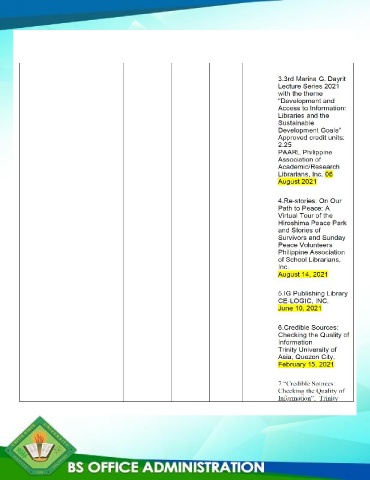 3.3rd Marina G. Dayrit
Lecture Series 2021
with the theme
"Development and
Access to Information:
Libraries and the
Sustainable
Development Goals"
Approved credit units:
2.25
PAARL Philippine
Association of
Academic/Research
Librarians, Inc. 06
August 2021
4.Re-stories: On Our
Path to Peace: A
Virtual Tour of the
Hiroshima Peace Park
and Stories of
Survivors and Sunday
Peace Volunteers
Philippine Association
of School Librarians,
Inc.
August 14, 2021
5.IG Publishing Library
CE-LOGIC, INC.
June 10, 2021
6.Credible Sources:
Checking the Quality of
Information
Trinity University of
Asia, Quezon City.
February 15, 2021
7."Credible Sources
Checking the Quality of
Information". Trinity
BS OFFICE ADMINISTRATION